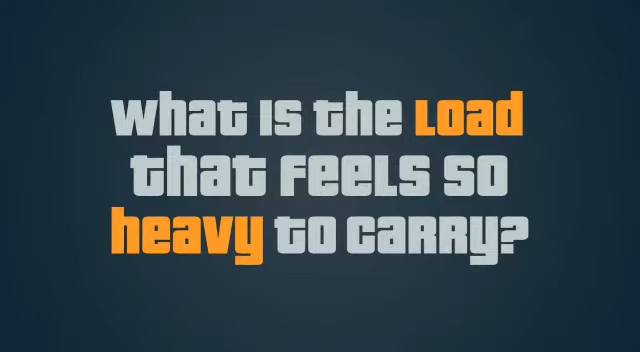 What is the Load
that feels so
heavy to carry?